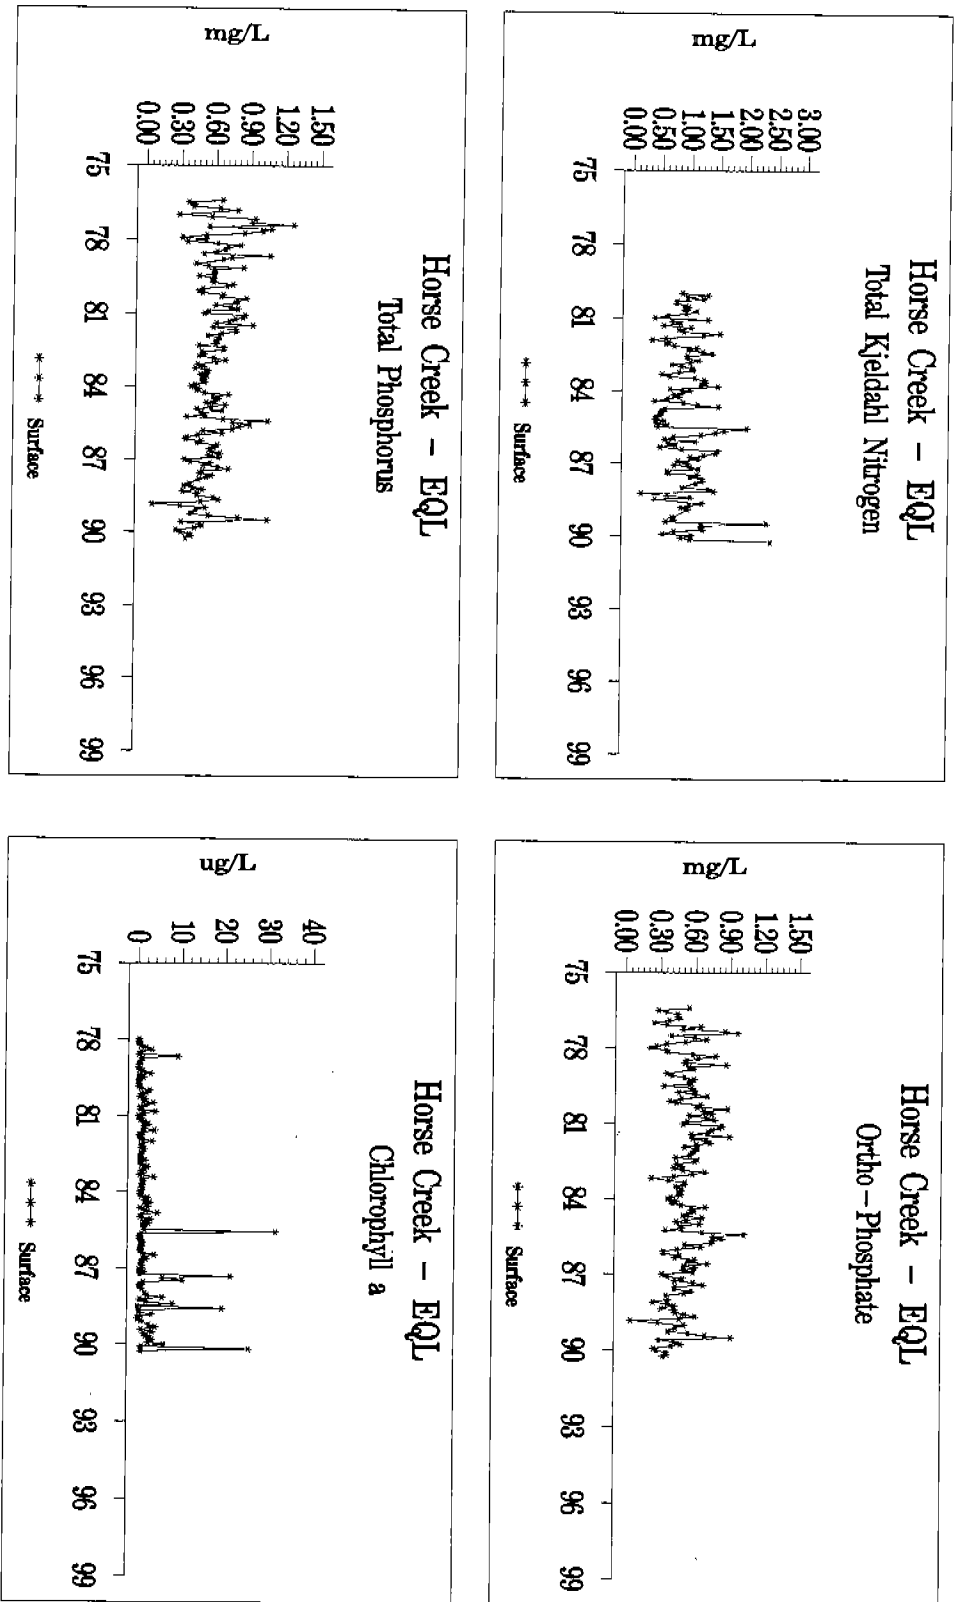 Horse Creek - EQL
Total Kjeldahl Nitrogen
mg/L
3.00
2.50
2.00
1.50
1.00
0.50
0.00
75 78 81 84 87 90 93 96 99
Surface
Horse Creek - EQL
Ortho-Phosphate
mg/L
1.50
1.20
0.90
0.60
0.30
0.00
75 78 81 84 87 90 93 96 99
Surface
Horse Creek - EQL
Total Phosphorus
mg/L
1.50
1.20
0.90
0.60
0.30
0.00
75 78 81 84 87 90 93 96 99
Surface
Horse Creek - EQL
Chlorophyll a
ug/L
40
30
20
10
0
75 78 81 84 87 90 93 96 99
Surface